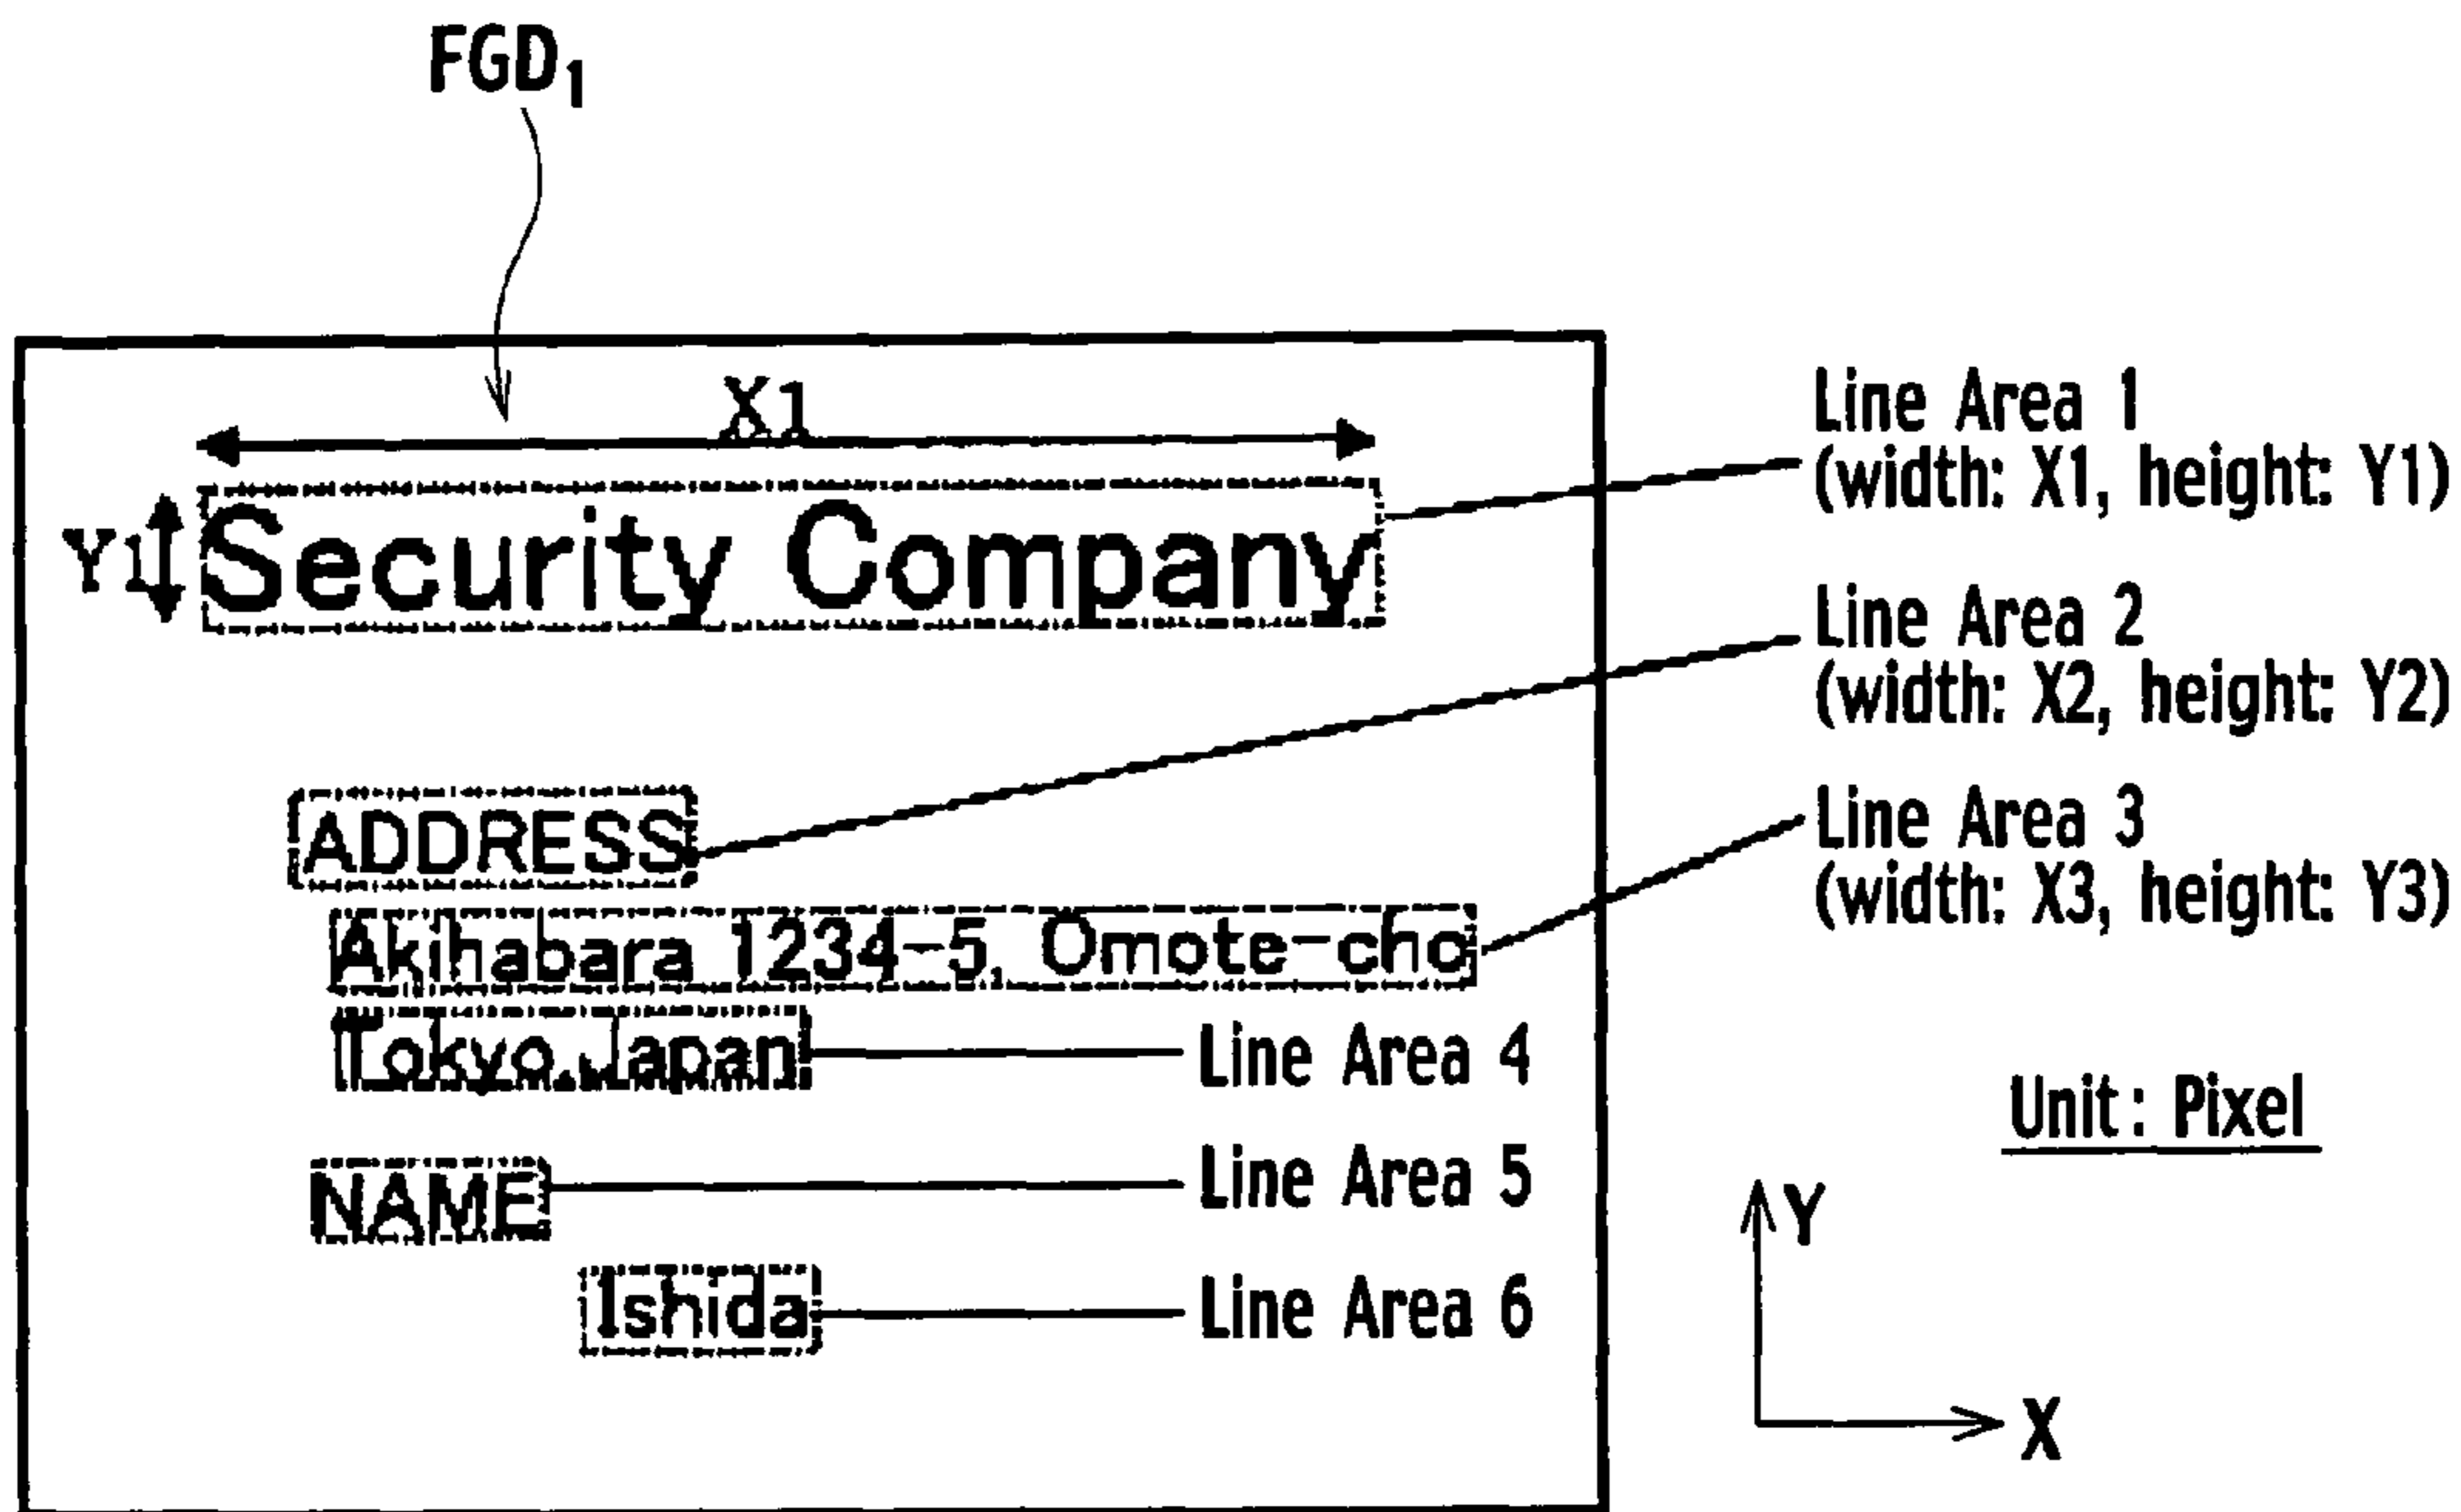 FGD1
X1
Line Area 1
(width: X1, height: Y1)
Y1
Security Company
Line Area 2
(width: X2, height: Y2)
ADDRESS
Line Area 3
(width: X3, height: Y3)
Akihabara 1234-5, Omote-cho
Tokyo.Japan
Line Area 4
Unit: Pixel
NAME
Line Area 5
Y
Ishida
Line Area 6
X